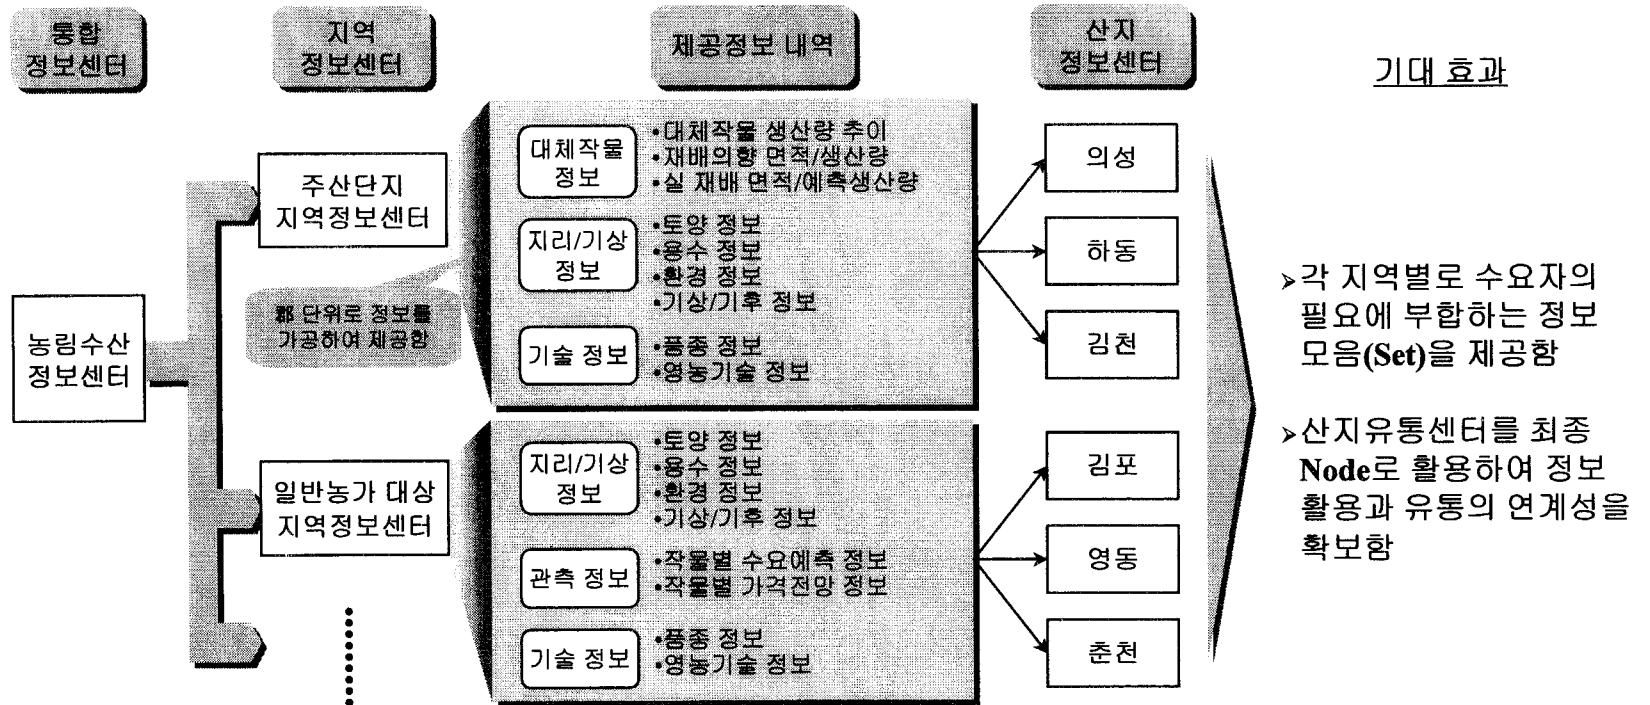 통합
정보센터
지역
정보센터
제공정보 내역
산지
정보센터
기대 효과
농림수산
정보센터
주산단지
지역정보센터
郡 단위로 정보를
가공하여 제공함
대체작물
정보
•대체작물 생산량 추이
•재배의향 면적/생산량
•실 재배 면적/예측생산량
지리/기상
정보
•토양 정보
•용수 정보
•환경 정보
•기상/기후 정보
기술 정보
•품종 정보
•영농기술 정보
의성
하동
김천
일반농가 대상
지역정보센터
지리/기상
정보
•토양 정보
•용수 정보
•환경 정보
•기상/기후 정보
관측 정보
•작물별 수요예측 정보
•작물별 가격전망 정보
기술 정보
•품종 정보
•영농기술 정보
김포
영동
춘천
➢각 지역별로 수요자의
필요에 부합하는 정보
모음(Set)을 제공함
➢산지유통센터를 최종
Node로 활용하여 정보
활용과 유통의 연계성을
확보함